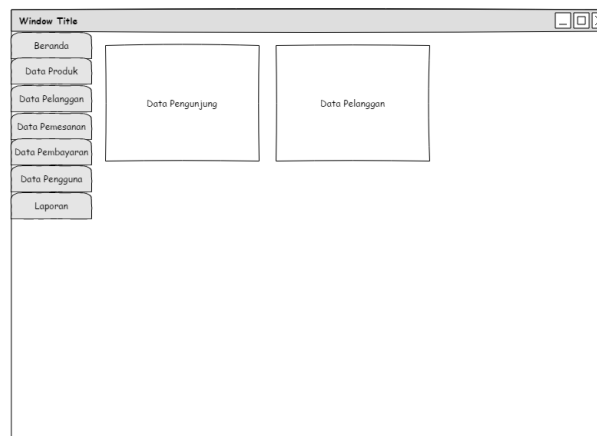 Window Title
Beranda
Data Produk
Data Pelanggan
Data Pemesanan
Data Pembayaran
Data Pengguna
Laporan
Data Pengunjung
Data Pelanggan